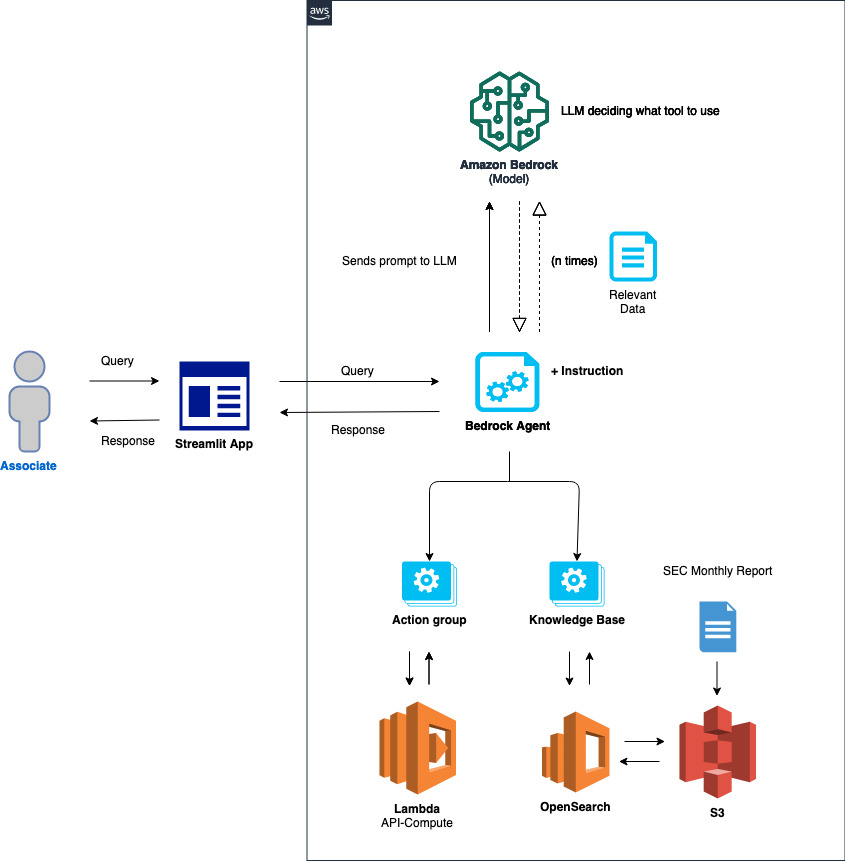 aws
LLM deciding what tool to use
Amazon Bedrock
(Model)
Sends prompt to LLM
(n times)
Relevant
Data
Query
Query
+ Instruction
Response
Streamlit App
Response
Bedrock Agent
Associate
SEC Monthly Report
Action group
Knowledge Base
Lambda
API-Compute
OpenSearch
S3